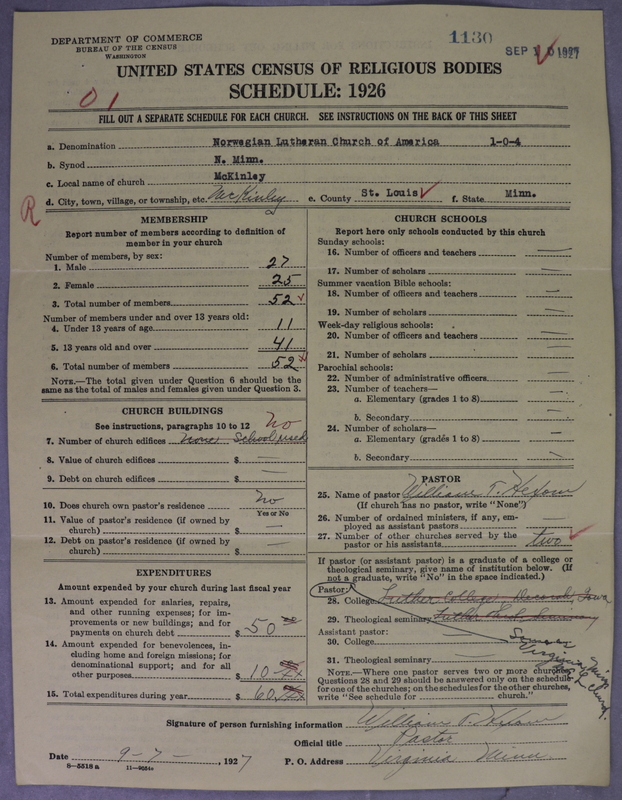 DEPARTMENT OF COMMERCE
BUREAU OF THE CENSUS
WASHINGTON
1130
SEP 10 1927
UNITED STATES CENSUS OF RELIGIOUS BODIES
SCHEDULE: 1926
01
FILL OUT A SEPARATE SCHEDULE FOR EACH CHURCH. SEE INSTRUCTIONS ON THE BACK OF THIS SHEET
a. Denomination Norwegian Lutheran Church of America 1-0-4
b. Synod N. Minn.
c. Local name of church McKinley
d. City, town, village, or township, etc. McKinley e. County St. Louis f. State Minn.
R
MEMBERSHIP
Report number of members according to definition of
member in your church
Number of members, by sex:
1. Male 27
2. Female 25
3. Total number of members 52
Number of members under and over 13 years old:
4. Under 13 years of age 11
5. 13 years old and over 41
6. Total number of members 52
NOTE.—The total given under Question 6 should be
same as the total of males and females given under Question 3.
CHURCH BUILDINGS
See instructions, paragraphs 10 to 12 no
7. Number of church edifices none School used
8. Value of church edifices $ —
9. Debt on church edifices $ —
10. Does church own pastor's residence no
Yes or No
11. Value of pastor's residence (if owned by
church) $ —
12. Debt on pastor's residence (if owned by
church) $ —
EXPENDITURES
Amount expended by your church during last fiscal year
13. Amount expended for salaries, repairs,
and other running expenses; for im-
provements or new buildings; and for
payments on church debt $ 50
14. Amount expended for benevolences, in-
cluding home and foreign missions; for
denominational support; and for all
other purposes $ 10
15. Total expenditures during year $ 60
CHURCH SCHOOLS
Report here only schools conducted by this church
Sunday schools:
16. Number of officers and teachers —
17. Number of scholars —
Summer vacation Bible schools:
18. Number of officers and teachers —
19. Number of scholars —
Week-day religious schools:
20. Number of officers and teachers —
21. Number of scholars —
Parochial schools:
22. Number of administrative officers —
23. Number of teachers—
a. Elementary (grades 1 to 8) —
b. Secondary —
24. Number of scholars—
a. Elementary (grades 1 to 8) —
b. Secondary —
PASTOR
25. Name of pastor William T. Hexom
(If church has no pastor, write "None")
26. Number of ordained ministers, if any, em-
ployed as assistant pastors —
27. Number of other churches served by the
pastor or his assistants two
If pastor (or assistant pastor) is a graduate of a college or
theological seminary, give name of institution below. (If
not a graduate, write "No" in the space indicated.)
Pastor:
28. College Luther College, Decorah, Iowa
29. Theological seminary Luther Seminary
Assistant pastor:
30. College
31. Theological seminary —
NOTE.—Where one pastor serves two or more churches,
Questions 28 and 29 should be answered only on the schedule
for one of the churches; on the schedules for the other churches,
write "See schedule for church."
Virginia Minn
Signature of person furnishing information William T. Hexom
Official title Pastor
Date 9-7-, 1927 P. O. Address Virginia Minn
8—5518a